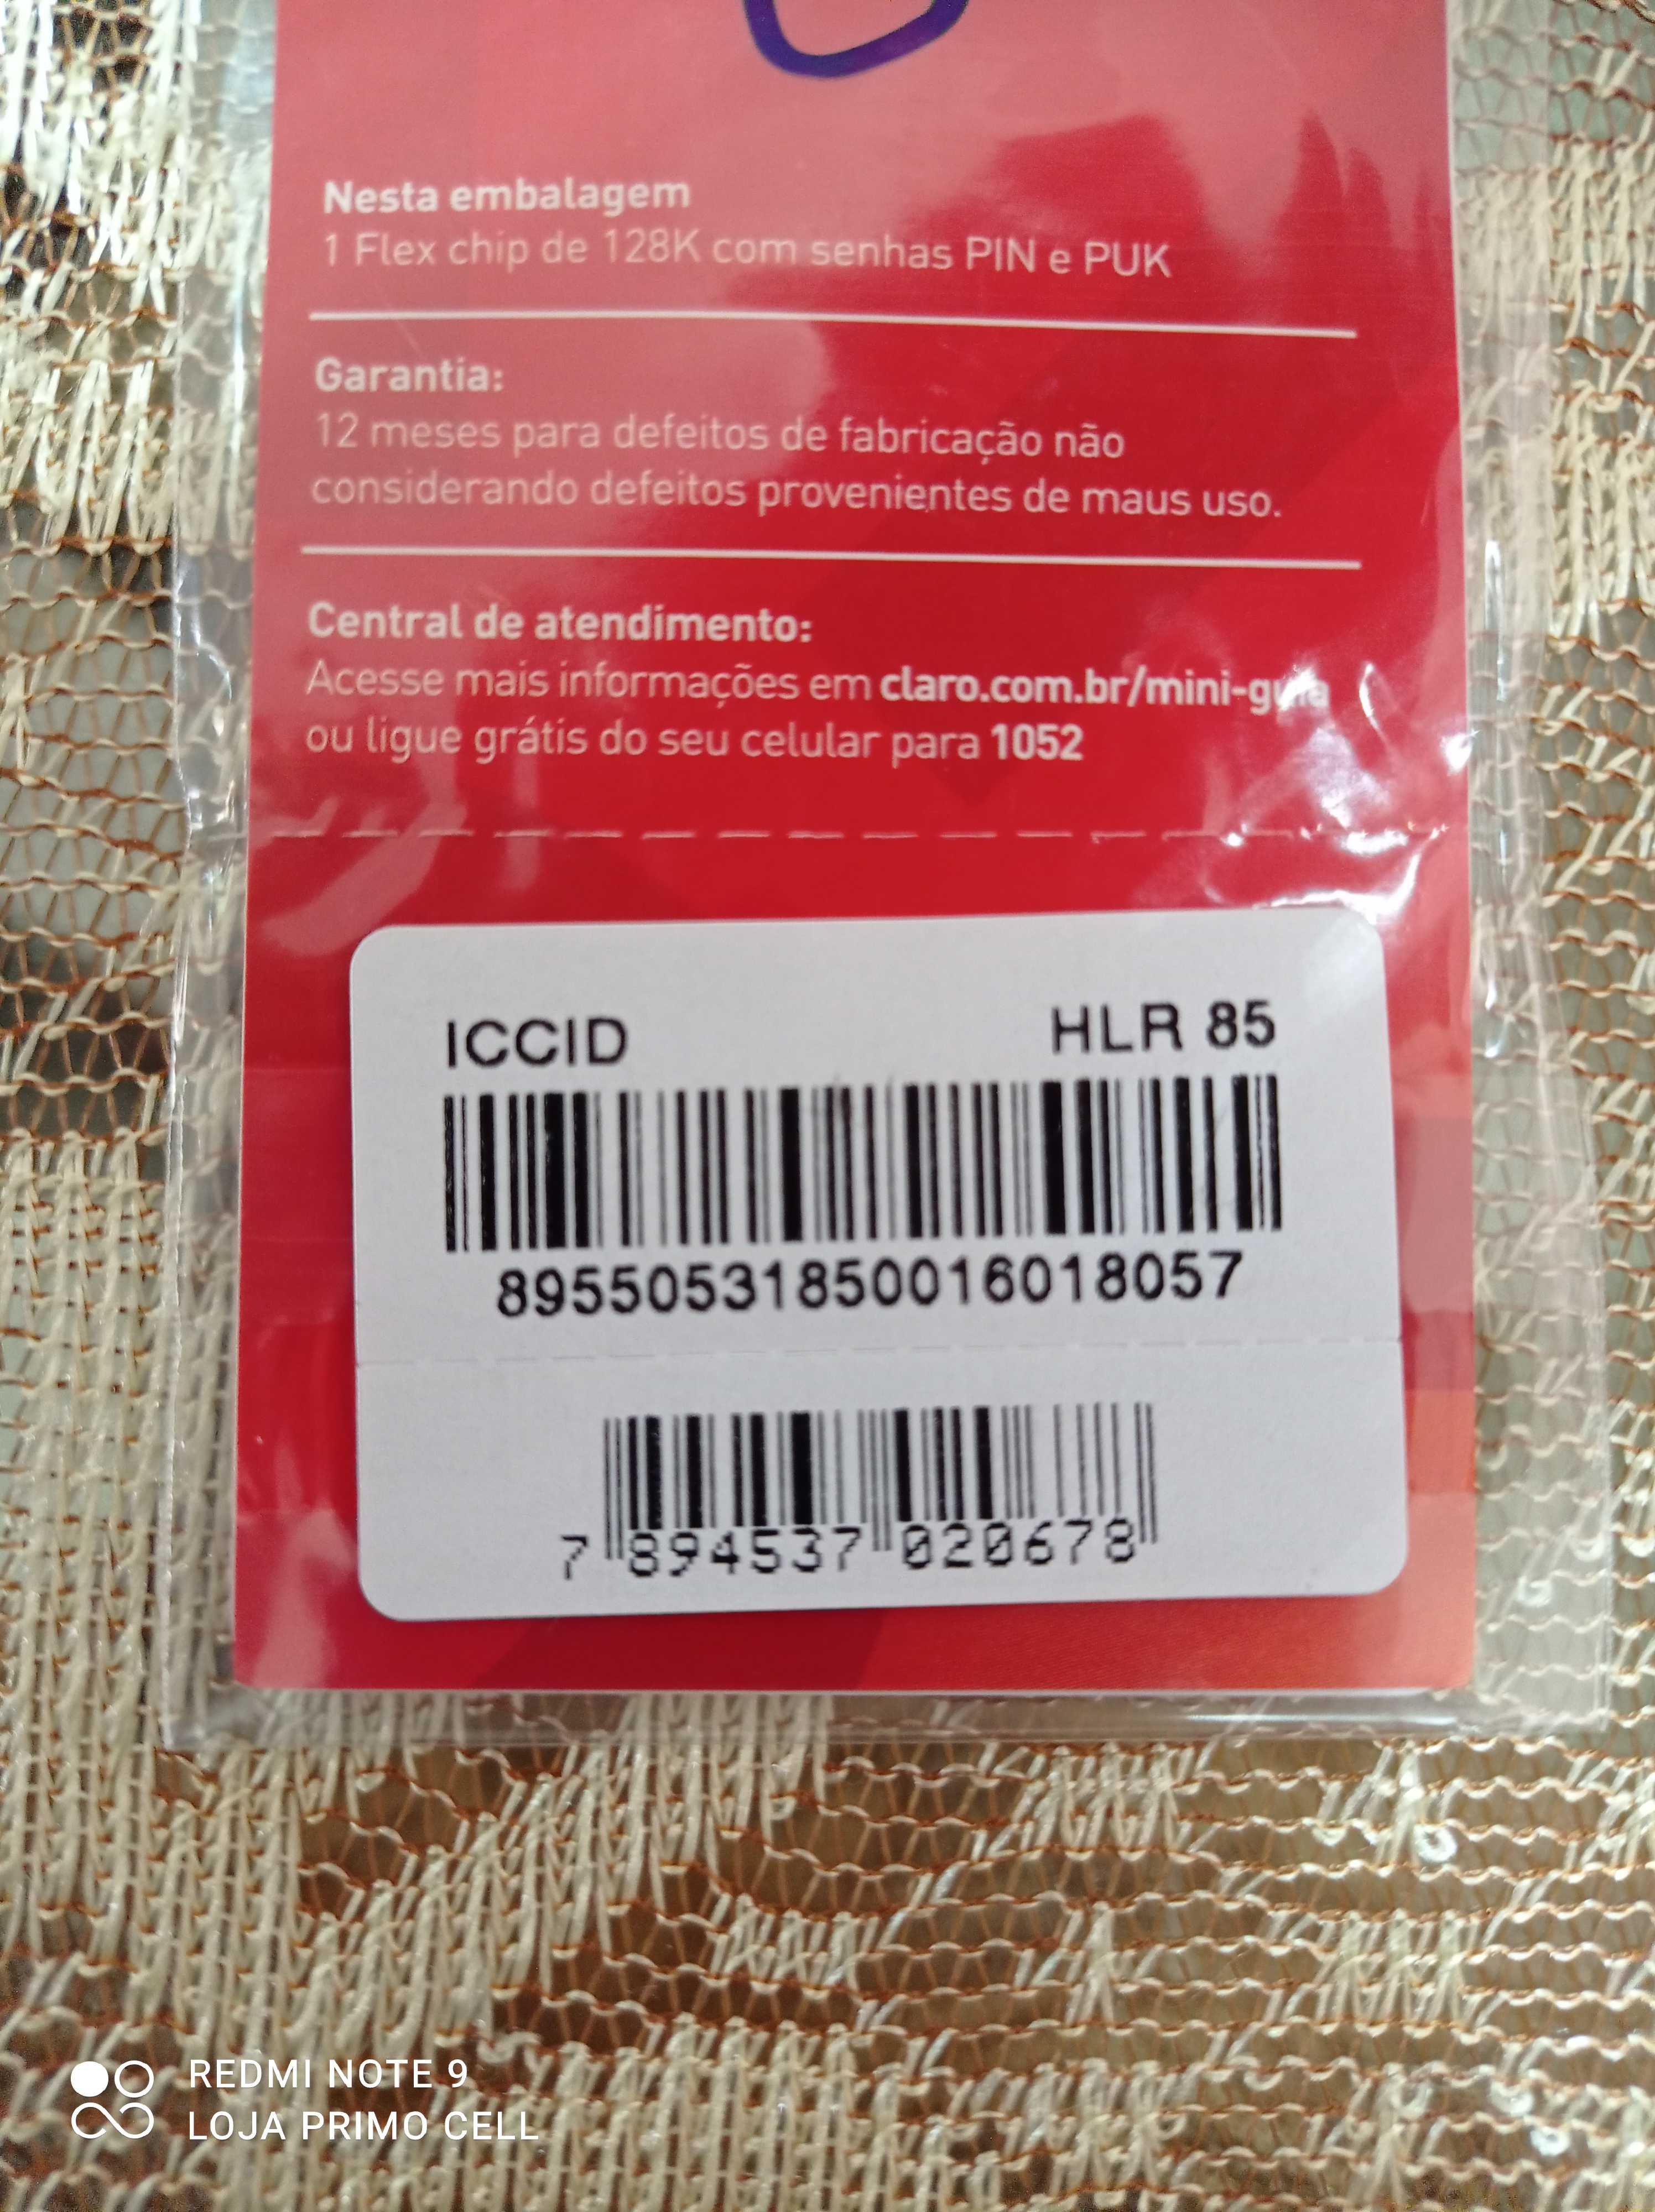 Nesta embalagem
1 Flex chip de 128K com senhas PIN e PUK
Garantia:
12 meses para defeitos de fabricação não
considerando defeitos provenientes de maus uso.
Central de atendimento:
Acesse mais informações em claro.com.br/mini-guia
ou ligue grátis do seu celular para 1052
ICCID HLR 85
89550531850016018057
7 894537 020678
REDMI NOTE 9
LOJA PRIMO CELL